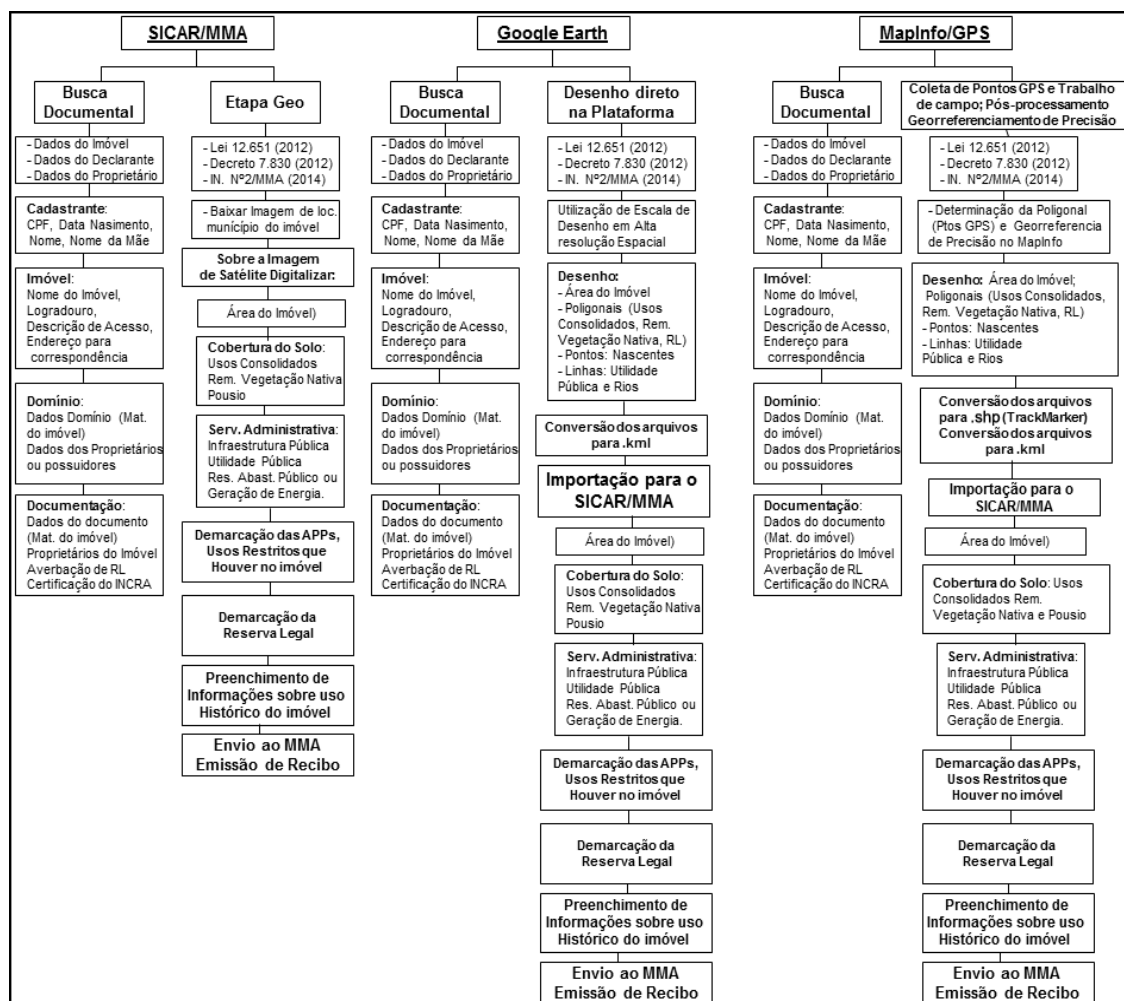 SICAR/MMA
Busca
Documental
- Dados do Imóvel
- Dados do Declarante
- Dados do Proprietário
Cadastrante:
CPF, Data Nasimento,
Nome, Nome da Mãe
Imóvel:
Nome do Imóvel,
Logradouro,
Descrição de Acesso,
Endereço para
correspondência
Domínio:
Dados Domínio (Mat.
do imóvel)
Dados dos Proprietários
ou possuidores
Documentação:
Dados do documento
(Mat. do imóvel)
Proprietários do Imóvel
Averbação de RL
Certificação do INCRA
Etapa Geo
- Lei 12.651 (2012)
- Decreto 7.830 (2012)
- IN. Nº2/MMA (2014)
- Baixar Imagem de loc.
município do imóvel
Sobre a Imagem
de Satélite Digitalizar:
Área do Imóvel)
Cobertura do Solo:
Usos Consolidados
Rem. Vegetação Nativa
Pousio
Serv. Administrativa:
Infraestrutura Pública
Utilidade Pública
Res. Abast. Público ou
Geração de Energia.
Demarcação das APPs,
Usos Restritos que
Houver no imóvel
Demarcação da
Reserva Legal
Preenchimento de
Informações sobre uso
Histórico do imóvel
Envio ao MMA
Emissão de Recibo
Google Earth
Busca
Documental
- Dados do Imóvel
- Dados do Declarante
- Dados do Proprietário
Cadastrante:
CPF, Data Nasimento,
Nome, Nome da Mãe
Imóvel:
Nome do Imóvel,
Logradouro,
Descrição de Acesso,
Endereço para
correspondência
Domínio:
Dados Domínio (Mat.
do imóvel)
Dados dos Proprietários
ou possuidores
Documentação:
Dados do documento
(Mat. do imóvel)
Proprietários do Imóvel
Averbação de RL
Certificação do INCRA
Desenho direto
na Plataforma
- Lei 12.651 (2012)
- Decreto 7.830 (2012)
- IN. Nº2/MMA (2014)
Utilização de Escala de
Desenho em Alta
resolução Espacial
Desenho:
- Área do Imóvel
- Poligonais (Usos
Consolidados, Rem.
Vegetação Nativa, RL)
- Pontos: Nascentes
- Linhas: Utilidade
Pública e Rios
Conversão dos arquivos
para .kml
Importação para o
SICAR/MMA
Área do Imóvel)
Cobertura do Solo:
Usos Consolidados
Rem. Vegetação Nativa
Pousio
Serv. Administrativa:
Infraestrutura Pública
Utilidade Pública
Res. Abast. Público ou
Geração de Energia.
Demarcação das APPs,
Usos Restritos que
Houver no imóvel
Demarcação da
Reserva Legal
Preenchimento de
Informações sobre uso
Histórico do imóvel
Envio ao MMA
Emissão de Recibo
MapInfo/GPS
Busca
Documental
- Dados do Imóvel
- Dados do Declarante
- Dados do Proprietário
Cadastrante:
CPF, Data Nasimento,
Nome, Nome da Mãe
Imóvel:
Nome do Imóvel,
Logradouro,
Descrição de Acesso,
Endereço para
correspondência
Domínio:
Dados Domínio (Mat.
do imóvel)
Dados dos Proprietários
ou possuidores
Documentação:
Dados do documento
(Mat. do imóvel)
Proprietários do Imóvel
Averbação de RL
Certificação do INCRA
Coleta de Pontos GPS e Trabalho
de campo; Pós-processamento
Georreferenciamento de Precisão
- Lei 12.651 (2012)
- Decreto 7.830 (2012)
- IN. Nº2/MMA (2014)
- Determinação da Poligonal
(Ptos GPS) e Georreferencia
de Precisão no MapInfo
Desenho: Área do Imóvel;
Poligonais (Usos Consolidados,
Rem. Vegetação Nativa, RL)
- Pontos: Nascentes
- Linhas: Utilidade
Pública e Rios
Conversão dos arquivos
para .shp (TrackMarker)
Conversão dos arquivos
para .kml
Importação para o
SICAR/MMA
Área do Imóvel)
Cobertura do Solo: Usos
Consolidados Rem.
Vegetação Nativa e Pousio
Serv. Administrativa:
Infraestrutura Pública
Utilidade Pública
Res. Abast. Público ou
Geração de Energia.
Demarcação das APPs,
Usos Restritos que
Houver no imóvel
Demarcação da
Reserva Legal
Preenchimento de
Informações sobre uso
Histórico do imóvel
Envio ao MMA
Emissão de Recibo